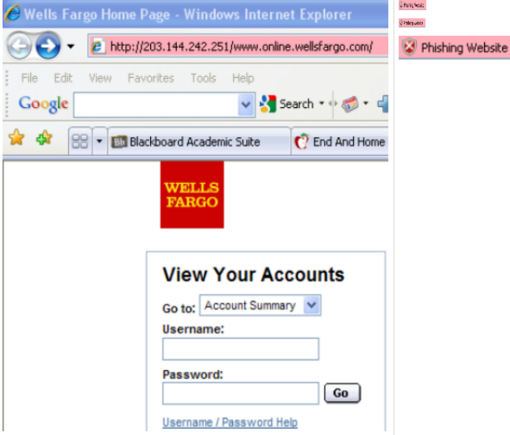 Wells Fargo Home Page - Windows Internet Explorer
http://203.144.242.251/www.online.wellsfargo.com/
Phishing Website
File Edit View Favorites Tools Help
Google Search
Blackboard Academic Suite End And Home
WELLS
FARGO
View Your Accounts
Go to: Account Summary
Username:
Password:
Go
Username / Password Help